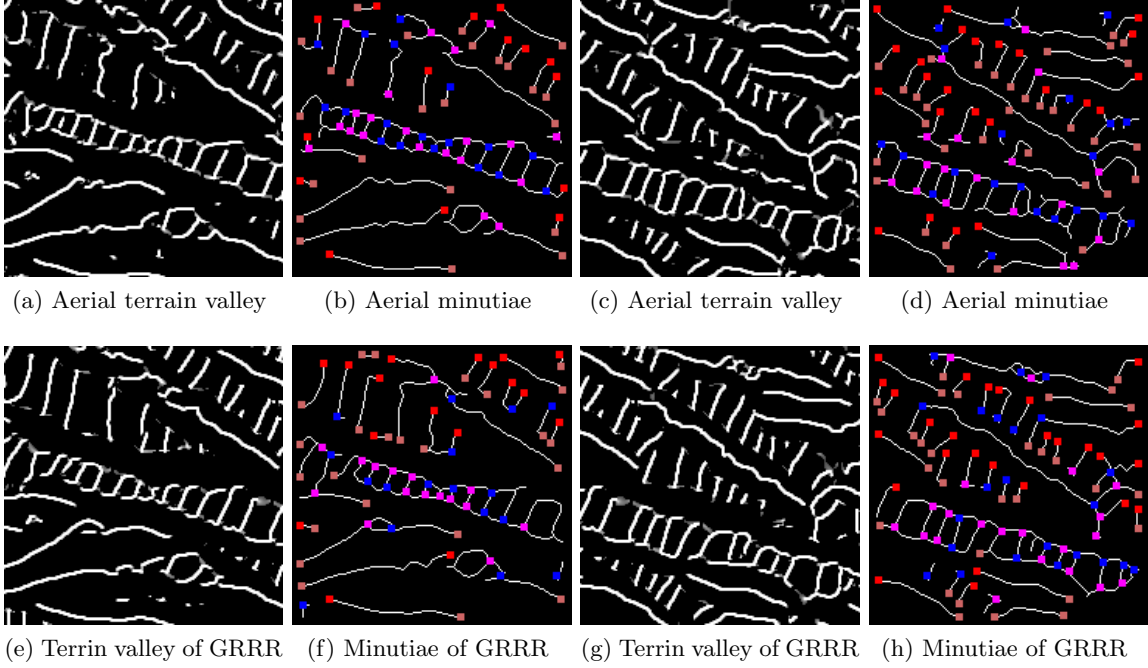 (a) Aerial terrain valley
(b) Aerial minutiae
(c) Aerial terrain valley
(d) Aerial minutiae
(e) Terrin valley of GRRR
(f) Minutiae of GRRR
(g) Terrin valley of GRRR
(h) Minutiae of GRRR